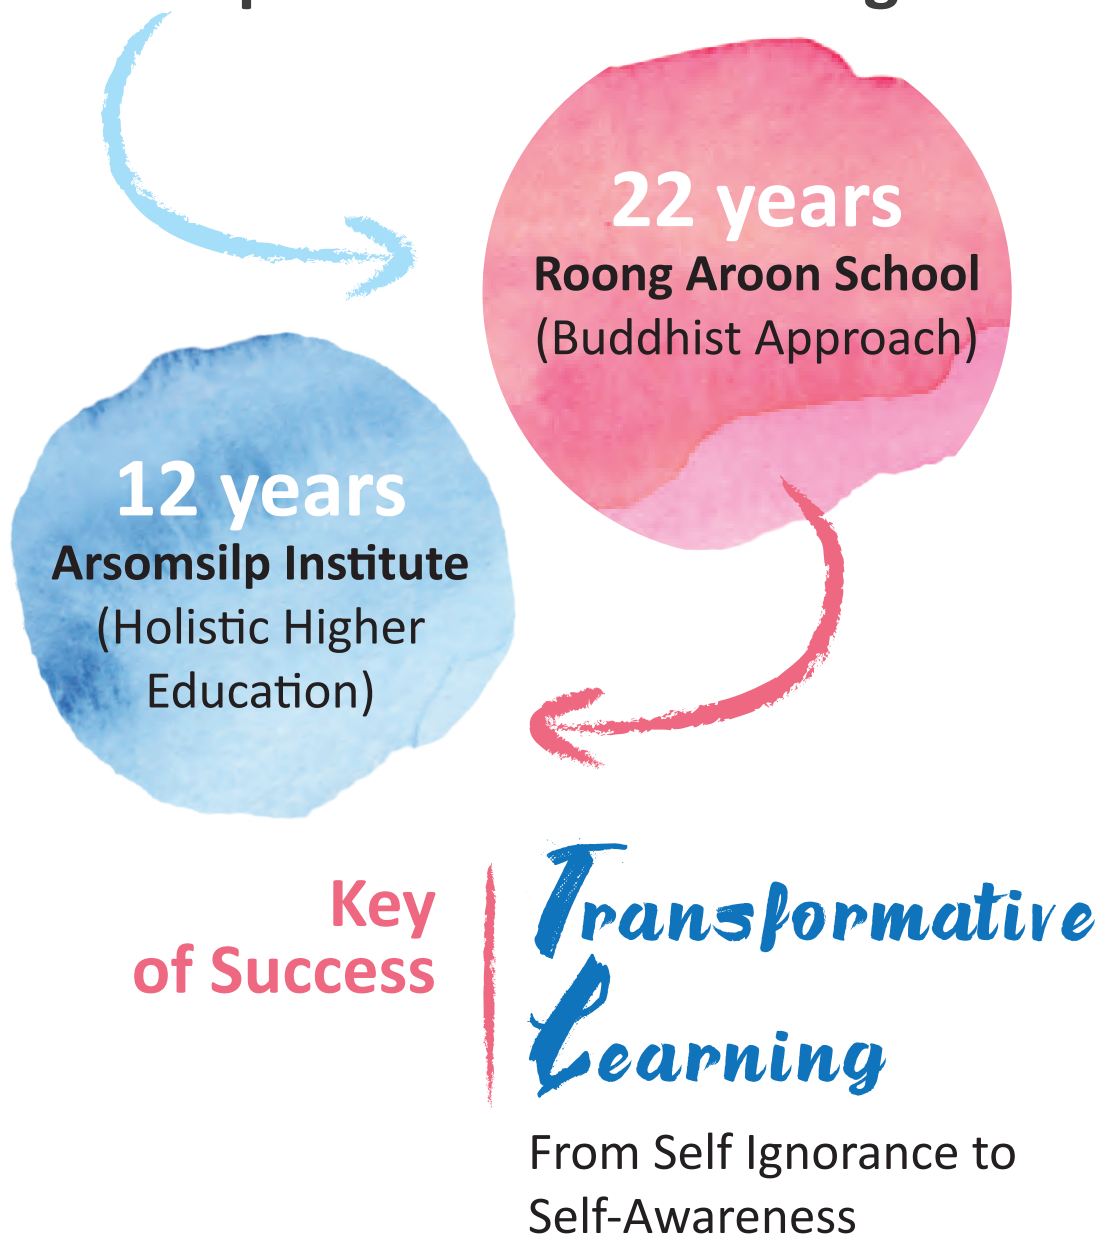 22 years
Roong Aroon School
(Buddhist Approach)
12 years
Arsomsilp Institute
(Holistic Higher
Education)
Key
of Success
Transformative
Learning
From Self Ignorance to
Self-Awareness